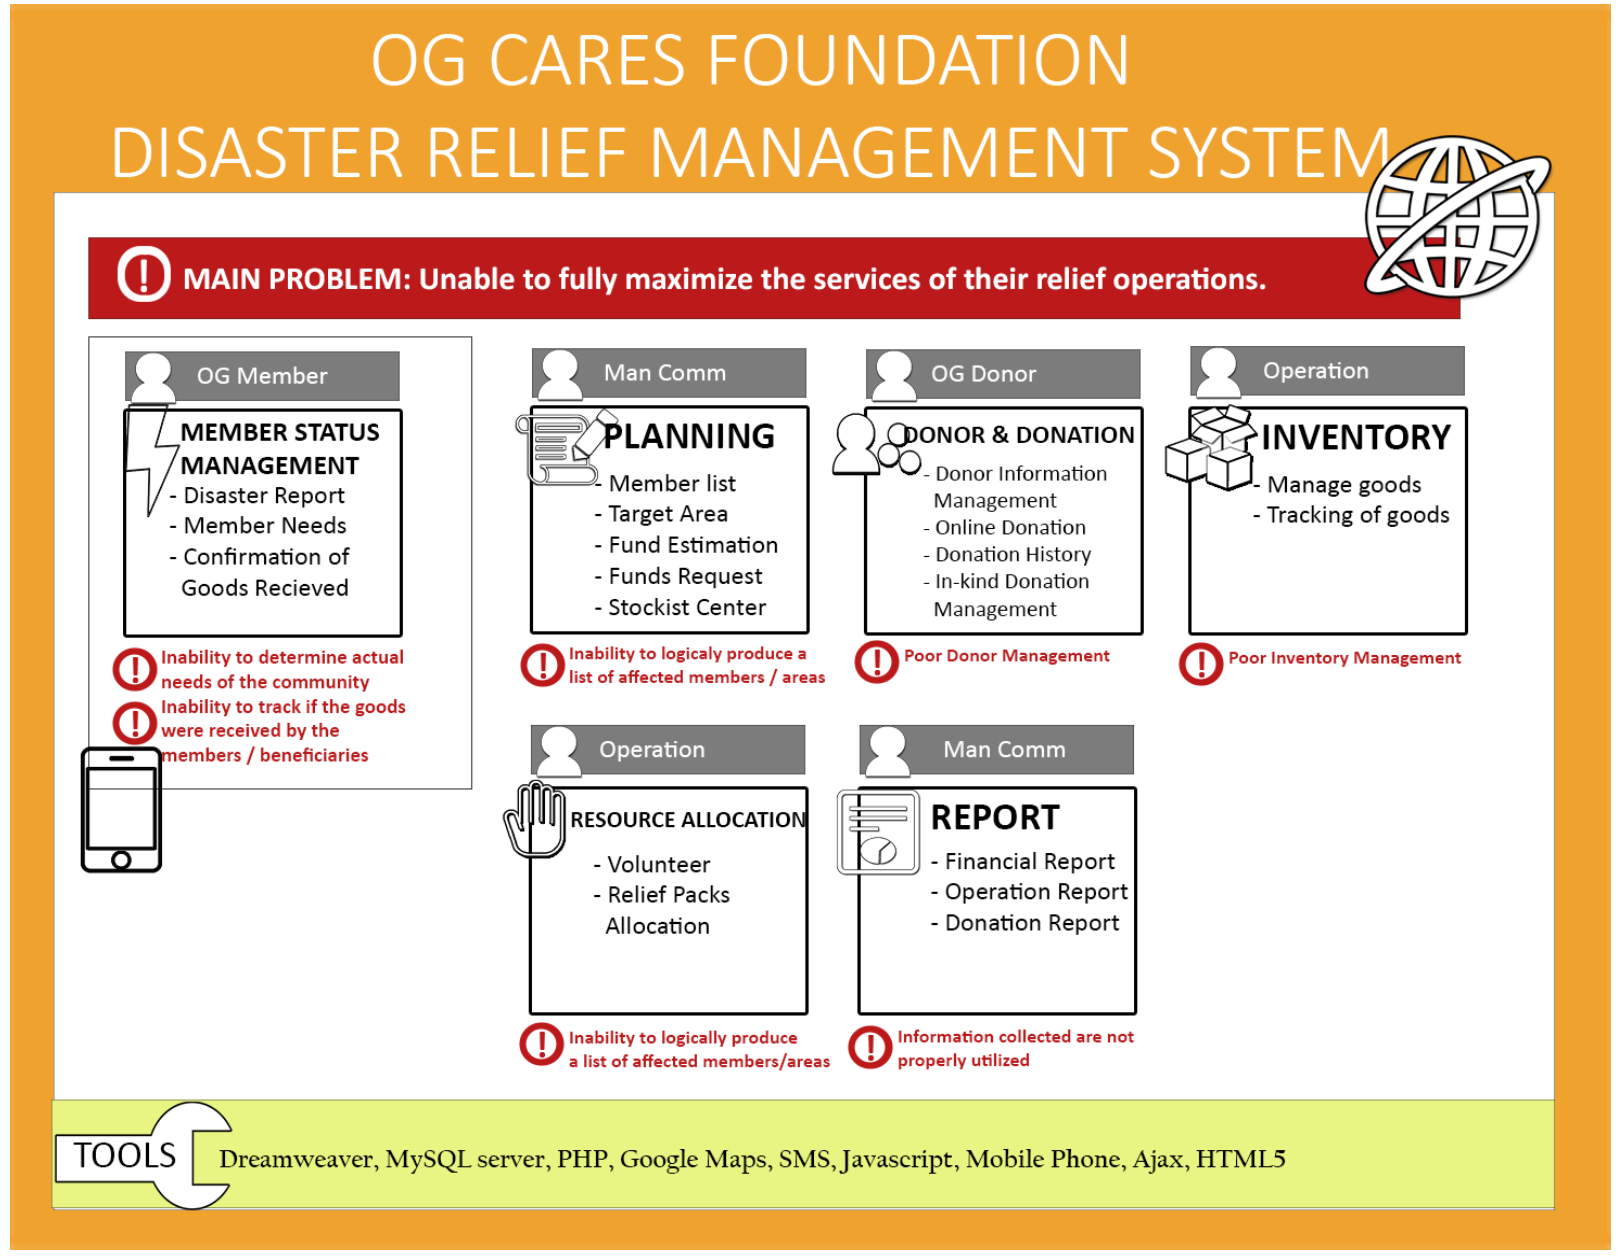 OG CARES FOUNDATION
DISASTER RELIEF MANAGEMENT SYSTEM
MAIN PROBLEM: Unable to fully maximize the services of their relief operations.
OG Member
MEMBER STATUS
MANAGEMENT
- Disaster Report
- Member Needs
- Confirmation of
Goods Recieved
Inability to determine actual
needs of the community
Inability to track if the goods
were received by the
members / beneficiaries
Man Comm
PLANNING
- Member list
- Target Area
- Fund Estimation
- Funds Request
- Stockist Center
Inability to logicaly produce a
list of affected members / areas
OG Donor
DONOR & DONATION
- Donor Information
Management
- Online Donation
- Donation History
- In-kind Donation
Management
Poor Donor Management
Operation
INVENTORY
- Manage goods
- Tracking of goods
Poor Inventory Management
Operation
RESOURCE ALLOCATION
- Volunteer
- Relief Packs
Allocation
Inability to logically produce
a list of affected members/areas
Man Comm
REPORT
- Financial Report
- Operation Report
- Donation Report
Information collected are not
properly utilized
TOOLS
Dreamweaver, MySQL server, PHP, Google Maps, SMS, Javascript, Mobile Phone, Ajax, HTML5